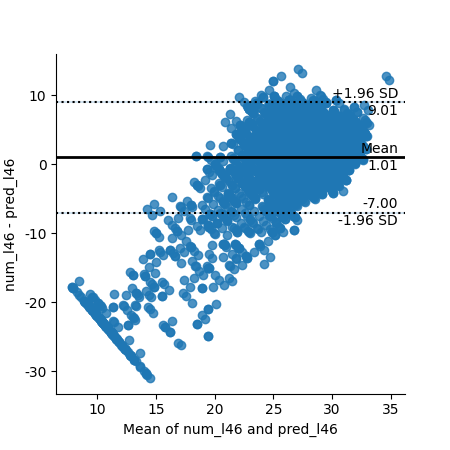 +1.96 SD
9.01
Mean
1.01
-7.00
-1.96 SD
10
0
-10
-20
-30
num_l46 - pred_l46
10 15 20 25 30 35
Mean of num_l46 and pred_l46